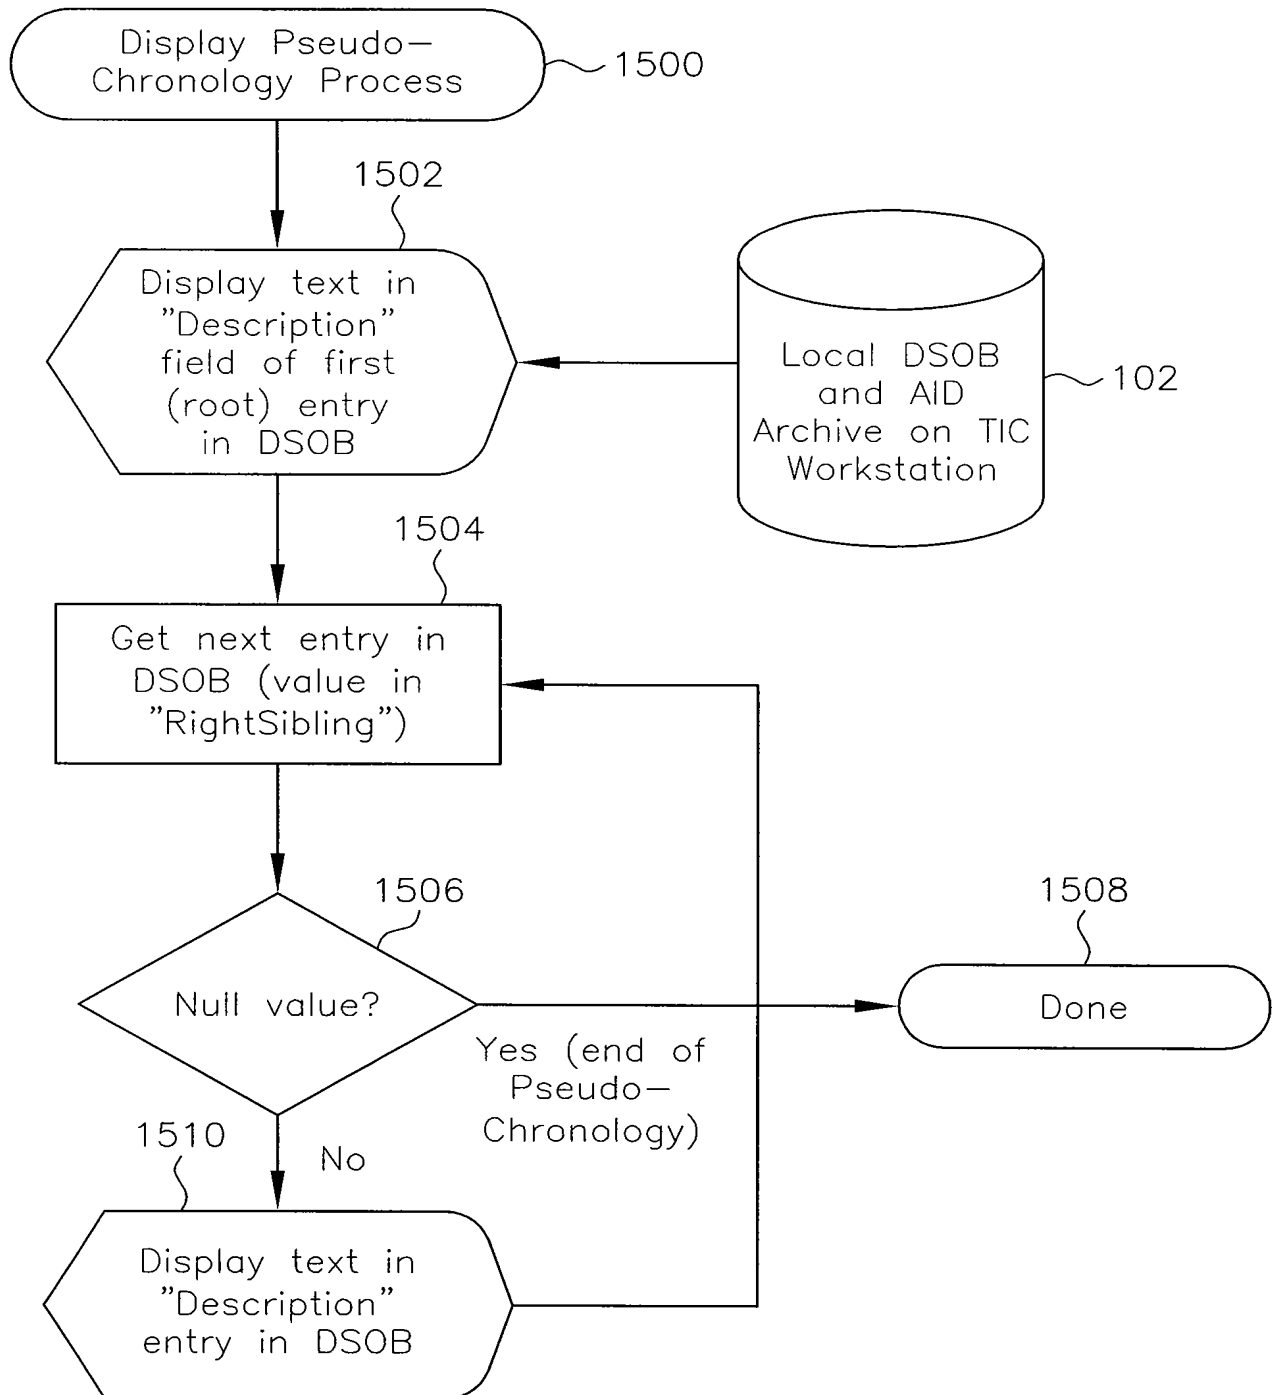 Display Pseudo—
Chronology Process
1500
1502
Display text in
"Description"
field of first
(root) entry
in DSOB
Local DSOB
and AID
Archive on TIC
Workstation
102
1504
Get next entry in
DSOB (value in
"RightSibling")
1506
Null value?
Yes (end of
Pseudo—
Chronology)
1508
Done
1510
No
Display text in
"Description"
entry in DSOB